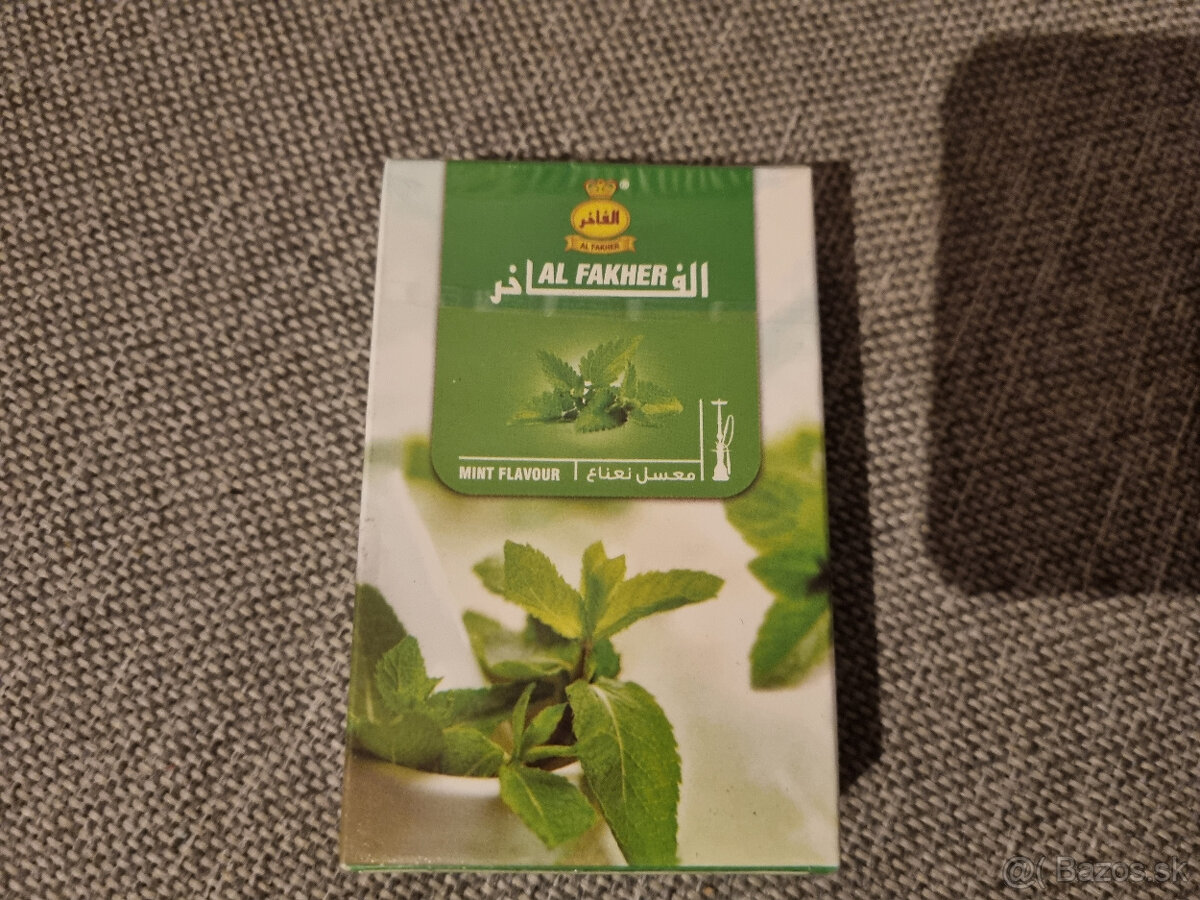 الفاخر
®
AL FAKHER
الفاخر
AL FAKHER
MINT FLAVOUR | معسل نعناع
@( Bazos.sk